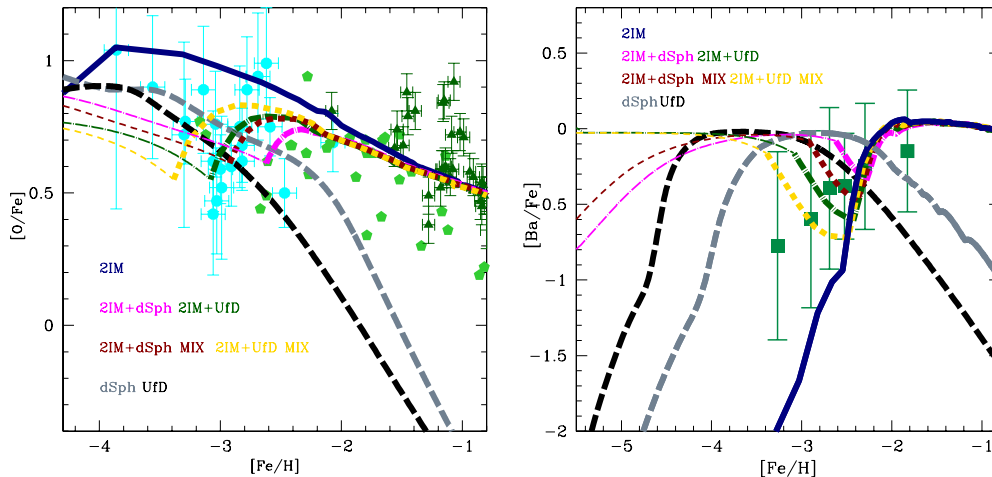 1
0.5
0
[O/Fe]
2IM
2IM+dSph 2IM+UfD
2IM+dSph MIX 2IM+UfD MIX
dSph UfD
−4 −3 −2 −1
[Fe/H]
2IM
2IM+dSph 2IM+UfD
2IM+dSph MIX 2IM+UfD MIX
dSph UfD
0.5
0
−0.5
−1
−1.5
−2
[Ba/Fe]
−5 −4 −3 −2 −1
[Fe/H]